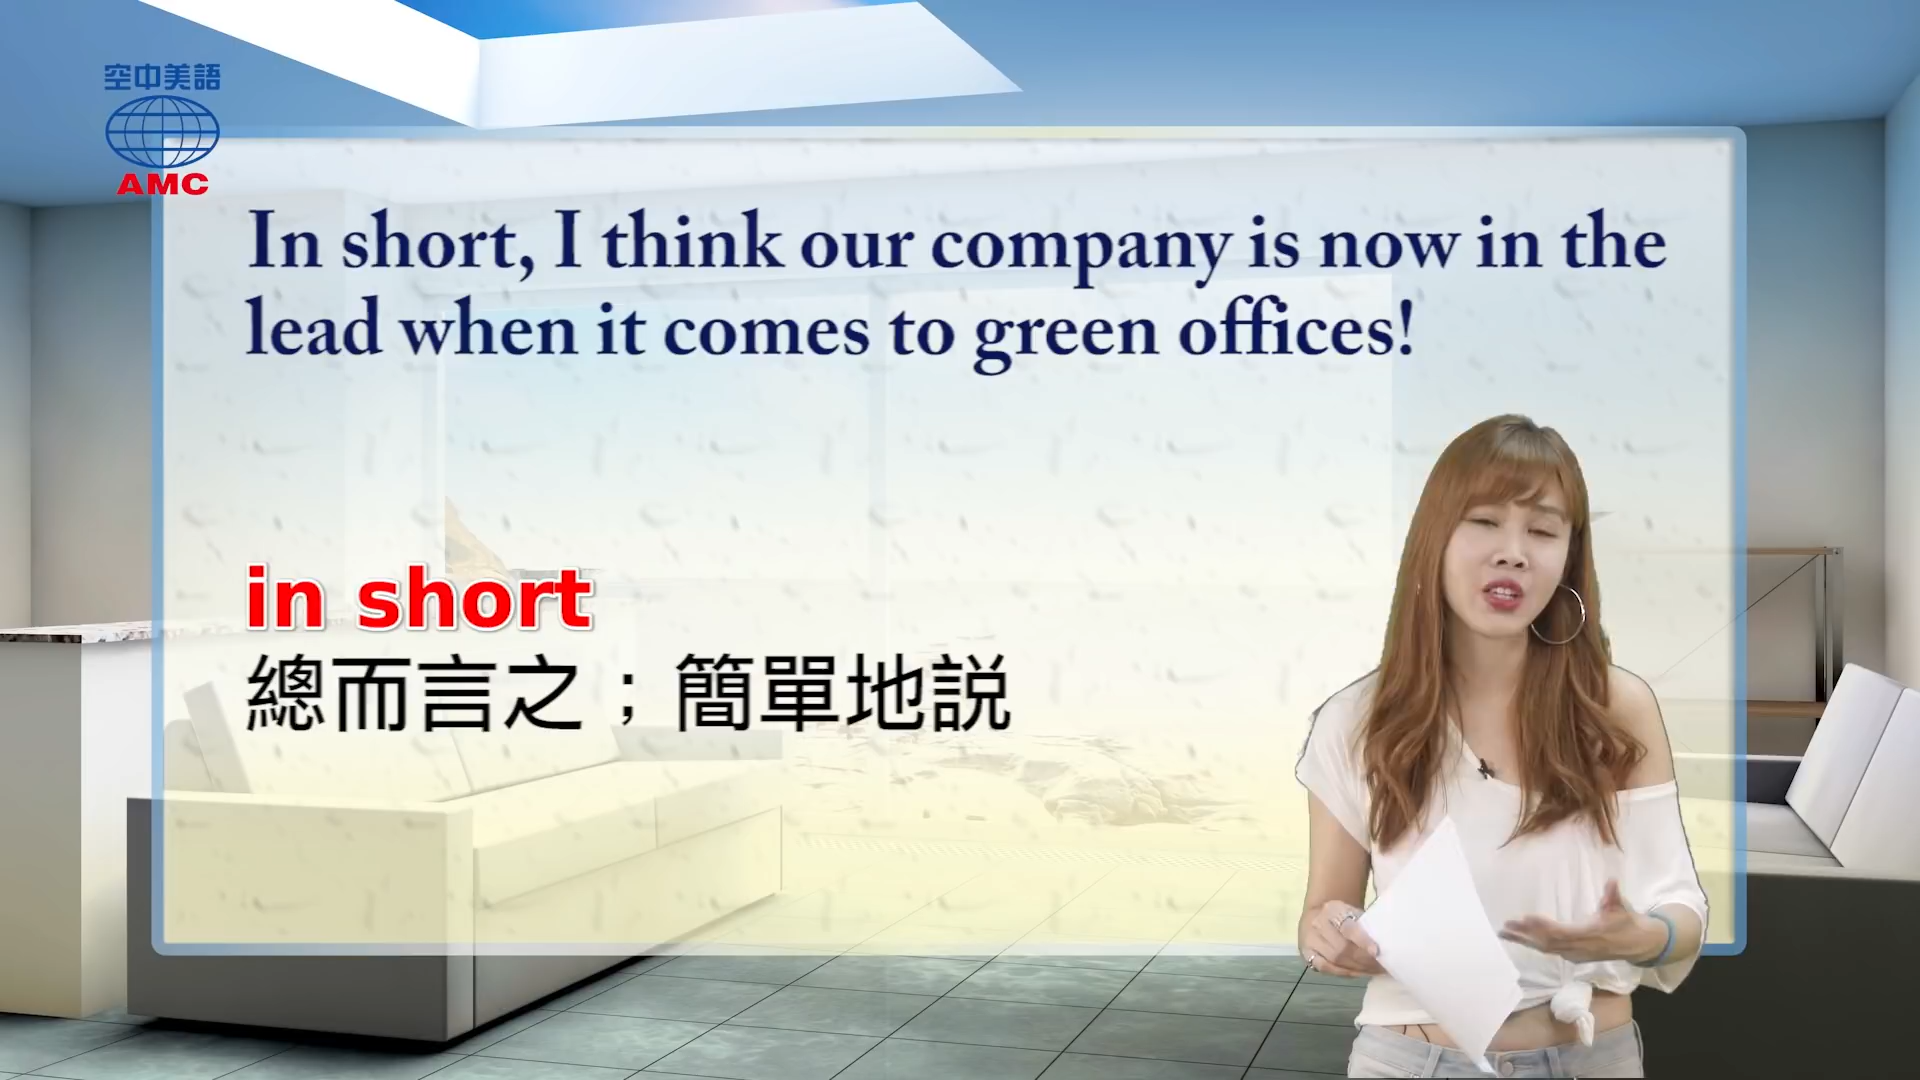 空中美語
AMC
In short, I think our company is now in the
lead when it comes to green offices!
in short
總而言之；簡單地説